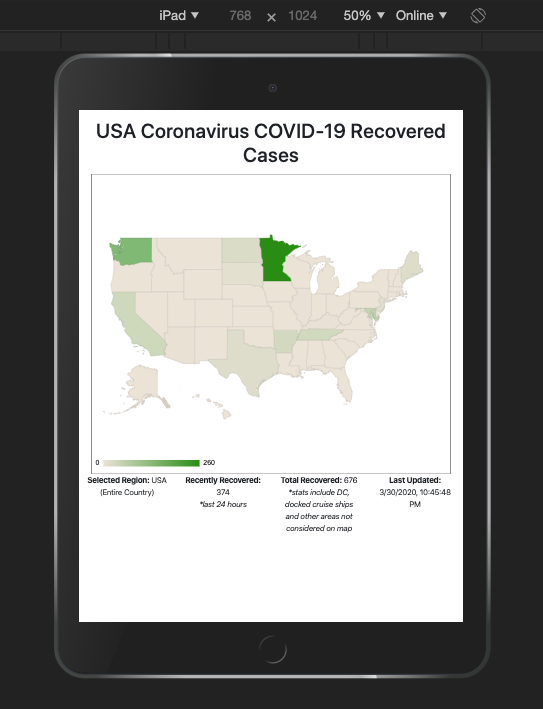 iPad ▼ 768 × 1024 50% ▼ Online ▼
USA Coronavirus COVID-19 Recovered
Cases
0 260
Selected Region: USA
(Entire Country)
Recently Recovered:
374
*last 24 hours
Total Recovered: 676
*stats include DC,
docked cruise ships
and other areas not
considered on map
Last Updated:
3/30/2020, 10:45:48
PM